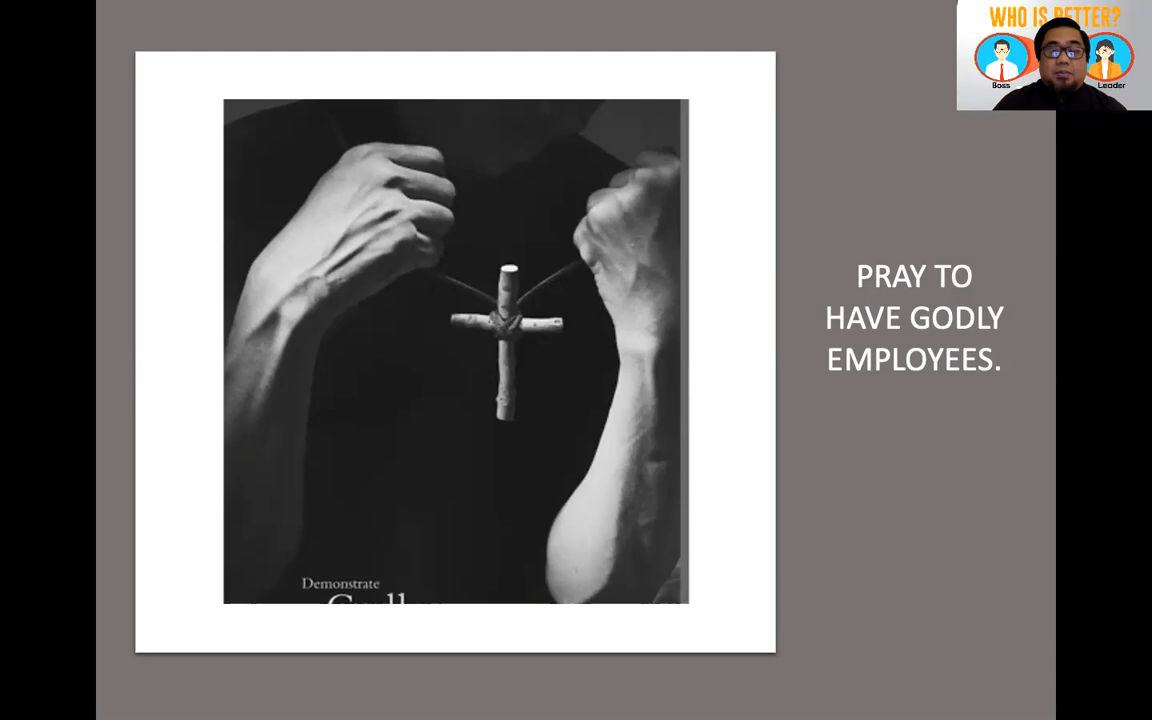 WHO IS BETTER?
Boss
Leader
PRAY TO
HAVE GODLY
EMPLOYEES.
Demonstrate